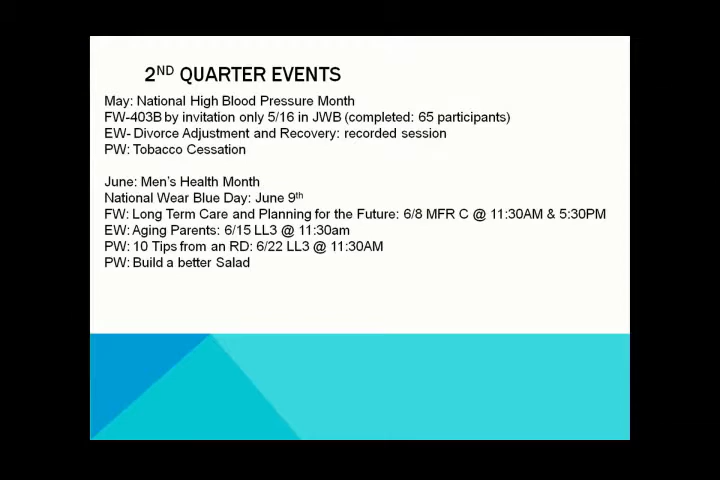 2ND QUARTER EVENTS
May: National High Blood Pressure Month
FW-403B by invitation only 5/16 in JWB (completed: 65 participants)
EW- Divorce Adjustment and Recovery: recorded session
PW: Tobacco Cessation
June: Men's Health Month
National Wear Blue Day: June 9th
FW: Long Term Care and Planning for the Future: 6/8 MFR C @ 11:30AM & 5:30PM
EW: Aging Parents: 6/15 LL3 @ 11:30am
PW: 10 Tips from an RD: 6/22 LL3 @ 11:30AM
PW: Build a better Salad